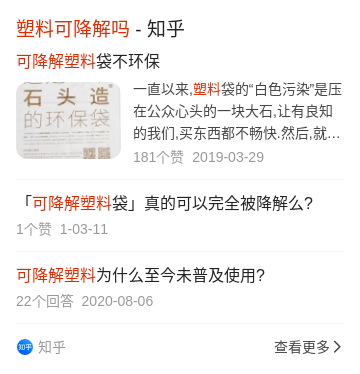 塑料可降解吗 - 知乎
可降解塑料袋不环保
石头造
的环保袋
一直以来,塑料袋的“白色污染”是压
在公众心头的一块大石,让有良知
的我们,买东西都不畅快.然后,就…
181个赞 2019-03-29
「可降解塑料袋」真的可以完全被降解么?
1个赞 1-03-11
可降解塑料为什么至今未普及使用?
22个回答 2020-08-06
知乎 知乎
查看更多